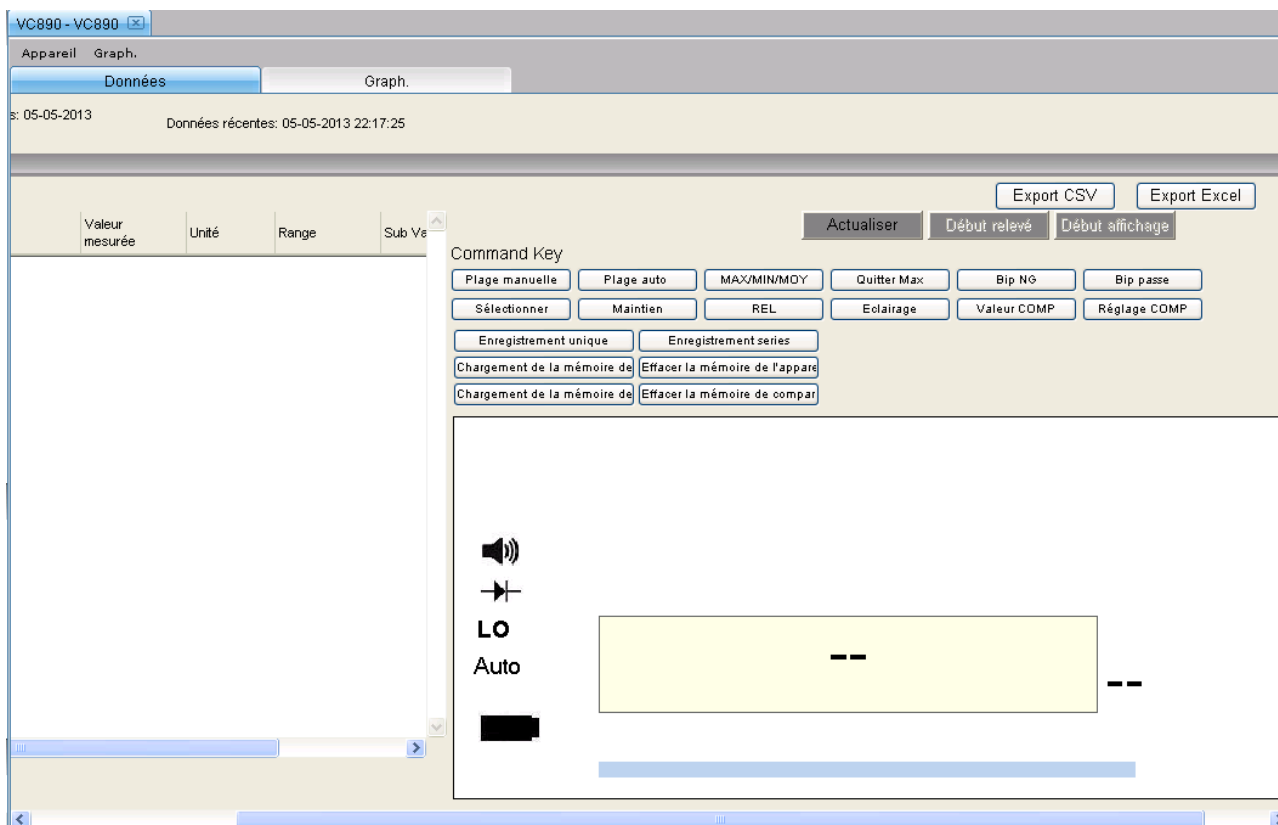 VC890 - VC890
Appareil Graph.
Données Graph.
s: 05-05-2013 Données récentes: 05-05-2013 22:17:25
Export CSV Export Excel
Actualiser Début relevé Début affichage
Valeur mesurée Unité Range Sub Va
Command Key
Plage manuelle Plage auto MAX/MIN/MOY Quitter Max Bip NG Bip passe
Sélectionner Maintien REL Eclairage Valeur COMP Réglage COMP
Enregistrement unique Enregistrement series
Chargement de la mémoire de Effacer la mémoire de l'appare
Chargement de la mémoire de Effacer la mémoire de compar
LO
Auto
--
--